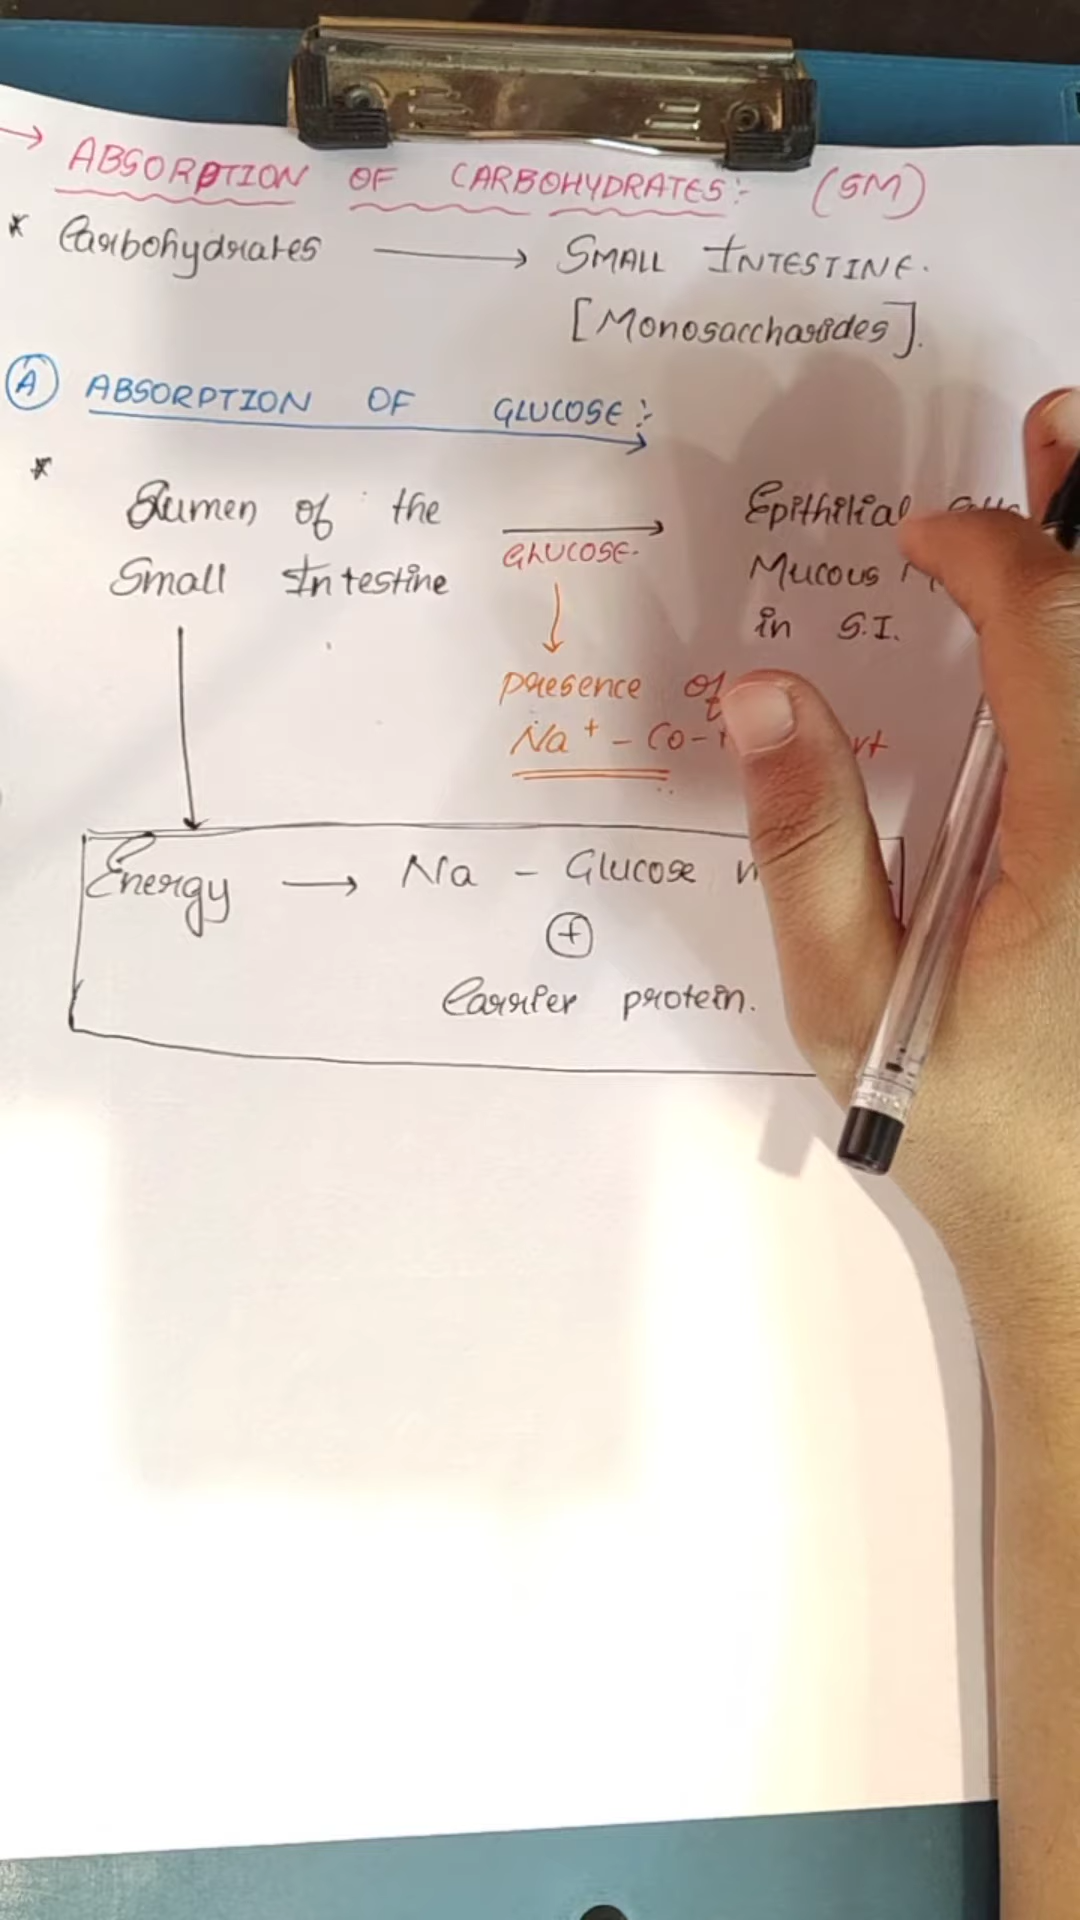 → ABSORPTION OF CARBOHYDRATES:- (5M)
* Carbohydrates → SMALL INTESTINE.
[Monosaccharides].
(A) ABSORPTION OF GLUCOSE:-
* Lumen of the Small Intestine
GLUCOSE.
Epithilial
Mucous
in S.I.
presence of
Na+ - Co-
Energy → Na - Glucose
+
Carrier protein.